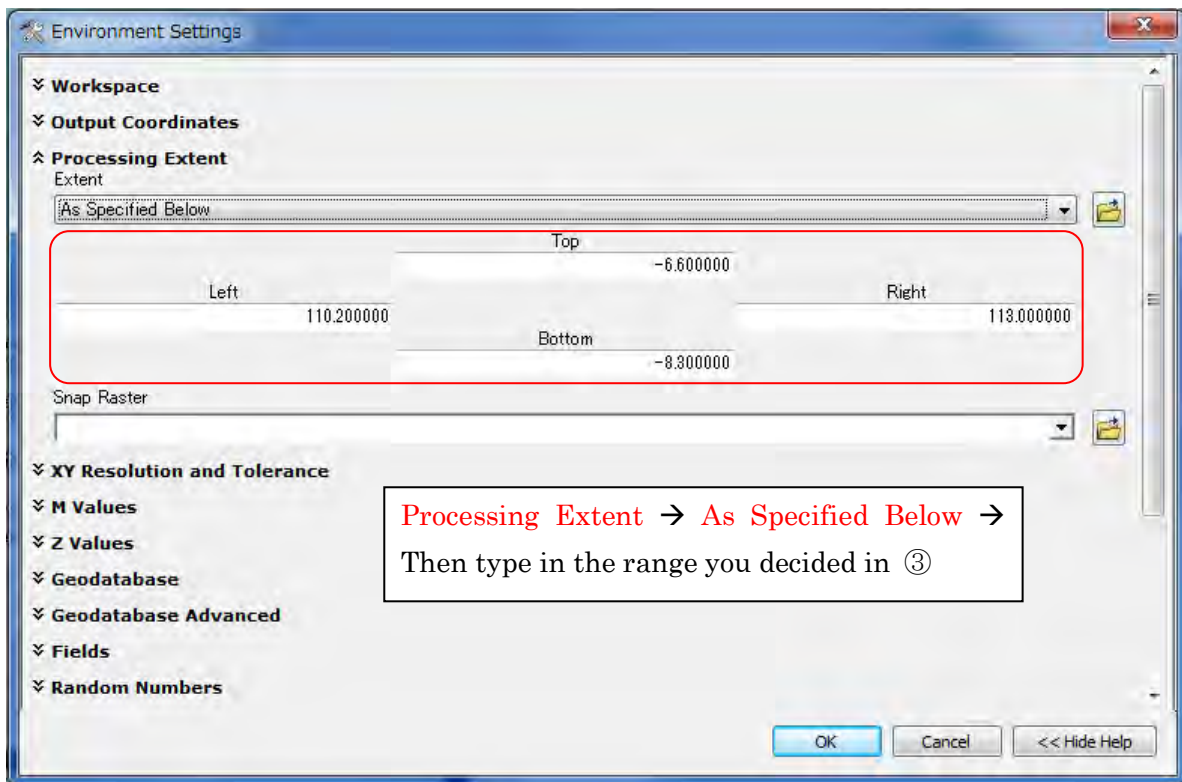 Environment Settings
Workspace
Output Coordinates
Processing Extent
Extent
As Specified Below
Top
-6.600000
Left
Right
110.200000
113.000000
Bottom
-8.300000
Snap Raster
XY Resolution and Tolerance
M Values
Z Values
Geodatabase
Geodatabase Advanced
Fields
Random Numbers
Processing Extent → As Specified Below →
Then type in the range you decided in ③
OK
Cancel
<< Hide Help